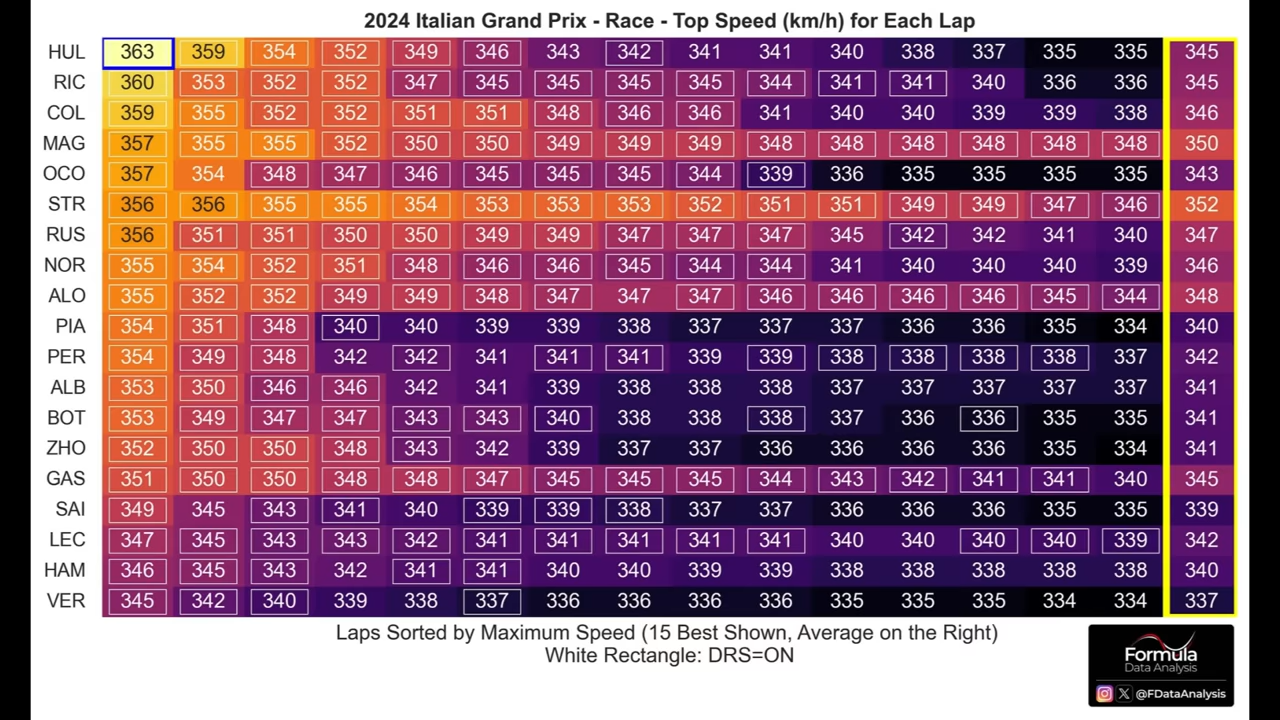 2024 Italian Grand Prix - Race - Top Speed (km/h) for Each Lap
HUL 363 359 354 352 349 346 343 342 341 341 340 338 337 335 335 345
RIC 360 353 352 352 347 345 345 345 345 344 341 341 340 336 336 345
COL 359 355 352 352 351 351 348 346 346 341 340 340 339 339 338 346
MAG 357 355 355 352 350 350 349 349 349 348 348 348 348 348 348 350
OCO 357 354 348 347 346 345 345 345 344 339 336 335 335 335 335 343
STR 356 356 355 355 354 353 353 353 352 351 351 349 349 347 346 352
RUS 356 351 351 350 350 349 349 347 347 347 345 342 342 341 340 347
NOR 355 354 352 351 348 346 346 345 344 344 341 340 340 340 339 346
ALO 355 352 352 349 349 348 347 347 347 346 346 346 346 345 344 348
PIA 354 351 348 340 340 339 339 338 337 337 337 336 336 335 334 340
PER 354 349 348 342 342 341 341 341 339 339 338 338 338 338 337 342
ALB 353 350 346 346 342 341 339 338 338 338 337 337 337 337 337 341
BOT 353 349 347 347 343 343 340 338 338 338 337 336 336 335 335 341
ZHO 352 350 350 348 343 342 339 337 337 336 336 336 336 335 334 341
GAS 351 350 350 348 348 347 345 345 345 344 343 342 341 341 340 345
SAI 349 345 343 341 340 339 339 338 337 337 336 336 336 335 335 339
LEC 347 345 343 343 342 341 341 341 341 341 340 340 340 340 339 342
HAM 346 345 343 342 341 341 340 340 339 339 338 338 338 338 338 340
VER 345 342 340 339 338 337 336 336 336 336 335 335 335 334 334 337
Laps Sorted by Maximum Speed (15 Best Shown, Average on the Right)
White Rectangle: DRS=ON
Formula
Data Analysis
@FDataAnalysis